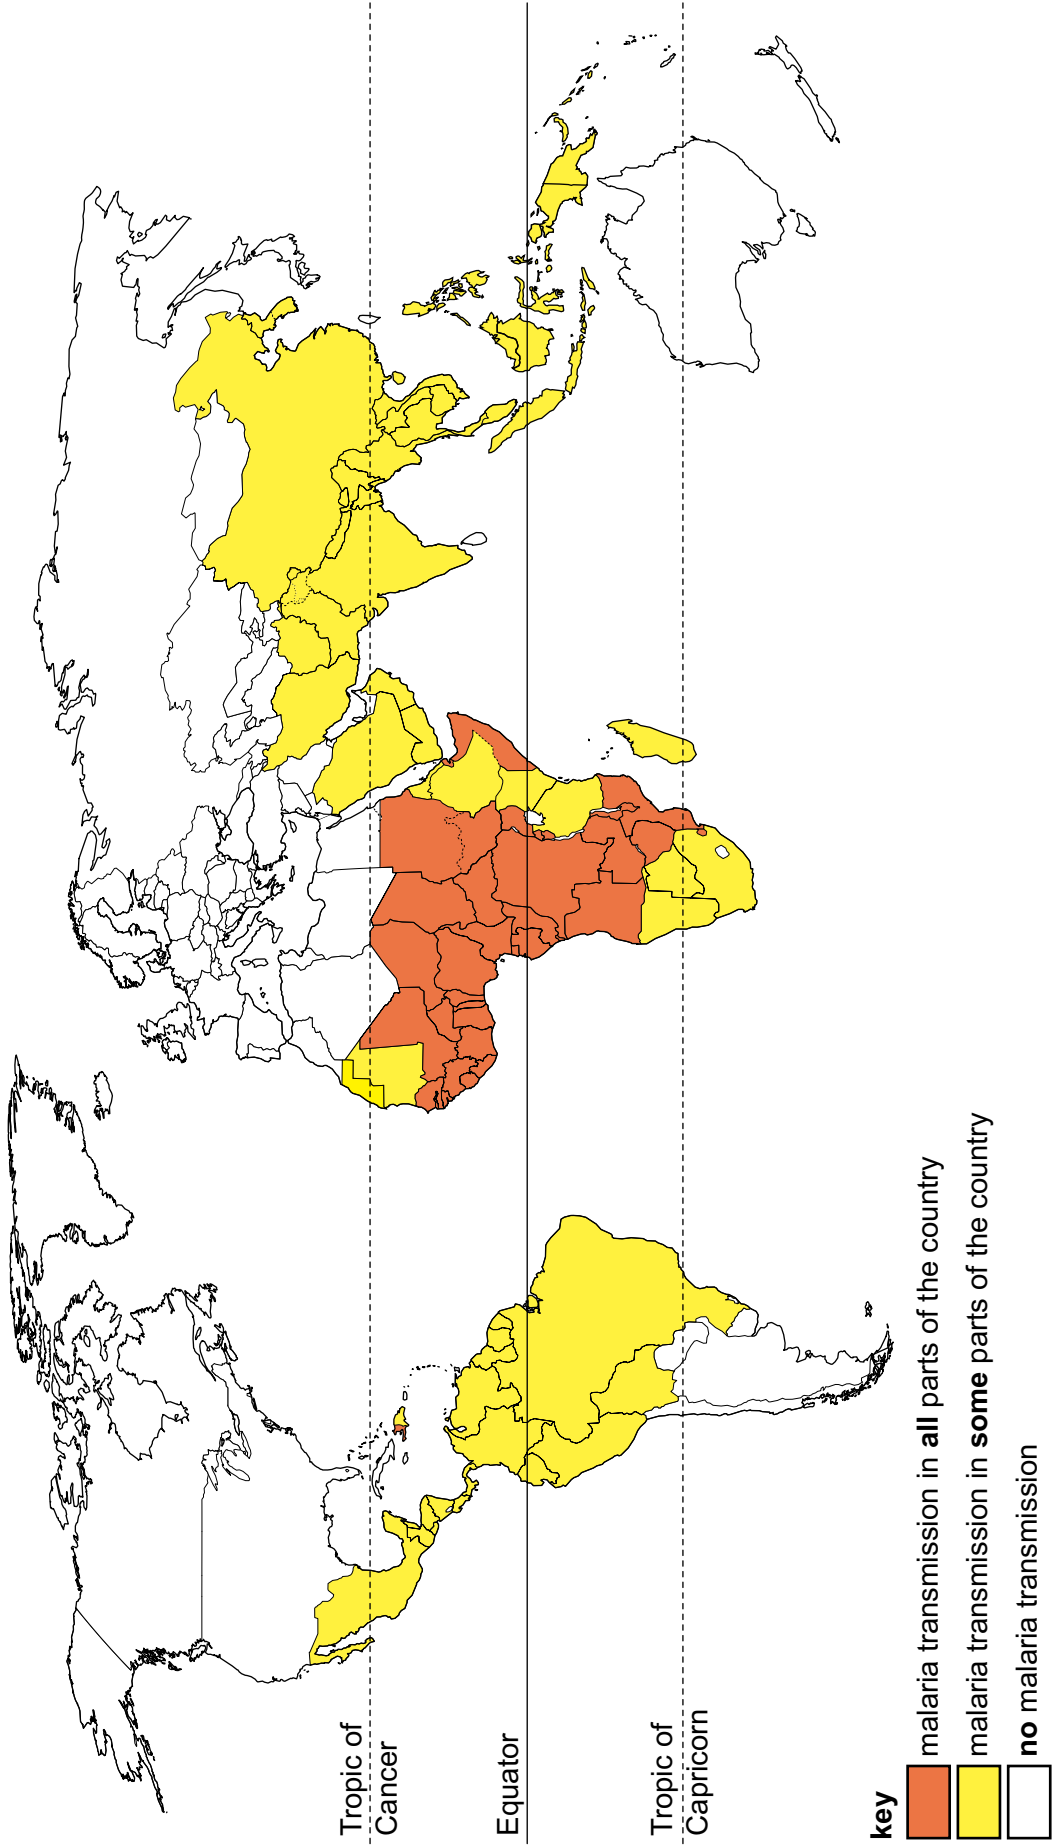 Tropic of
Cancer
Equator
Tropic of
Capricorn
key
malaria transmission in all parts of the country
malaria transmission in some parts of the country
no malaria transmission